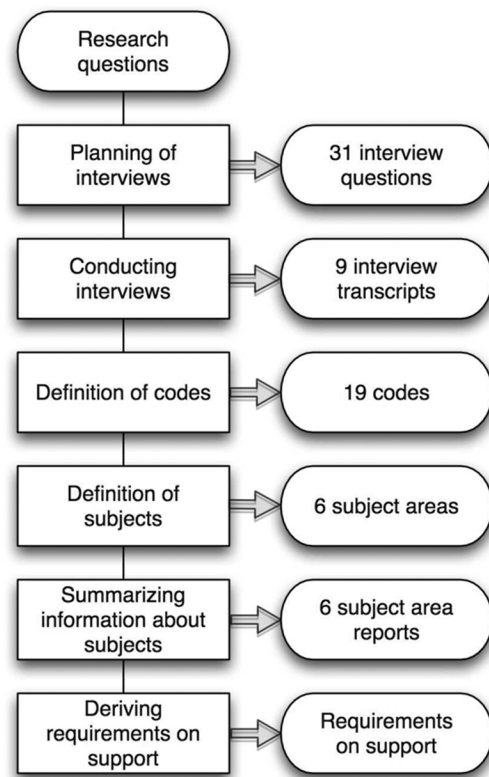 Research
questions
Planning of
interviews
31 interview
questions
Conducting
interviews
9 interview
transcripts
Definition of codes
19 codes
Definition of
subjects
6 subject areas
Summarizing
information about
subjects
6 subject area
reports
Deriving
requirements on
support
Requirements
on support